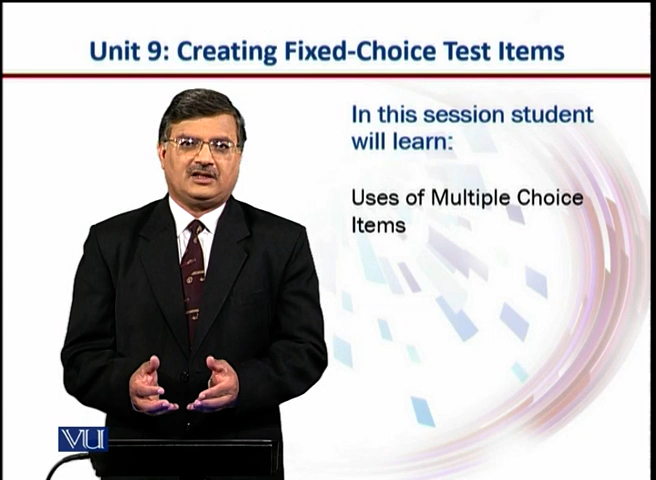 Unit 9: Creating Fixed-Choice Test Items
In this session student
will learn:
Uses of Multiple Choice
Items
VU